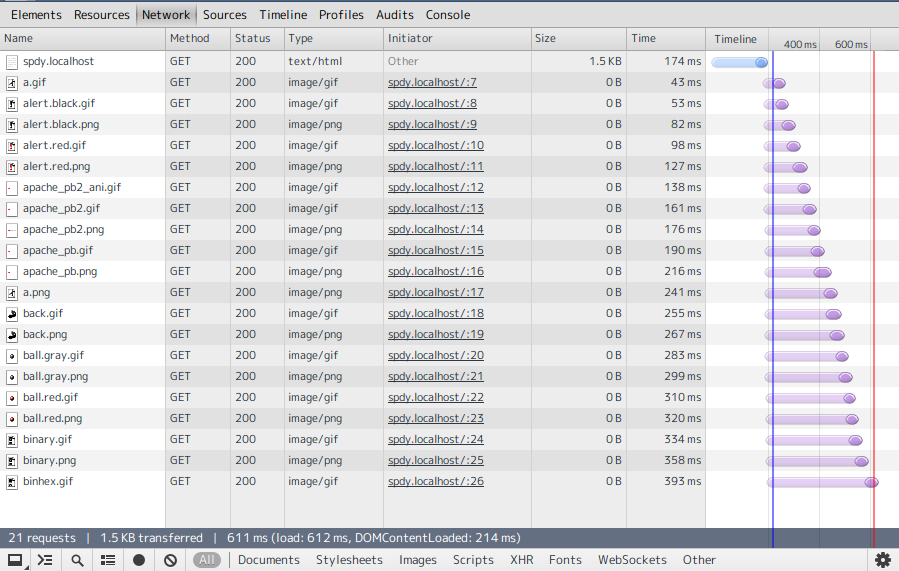 Elements Resources Network Sources Timeline Profiles Audits Console
Name Method Status Type Initiator Size Time Timeline 400 ms 600 ms
spdy.localhost GET 200 text/html Other 1.5 KB 174 ms
a.gif GET 200 image/gif spdy.localhost/:7 0 B 43 ms
alert.black.gif GET 200 image/gif spdy.localhost/:8 0 B 53 ms
alert.black.png GET 200 image/png spdy.localhost/:9 0 B 82 ms
alert.red.gif GET 200 image/gif spdy.localhost/:10 0 B 98 ms
alert.red.png GET 200 image/png spdy.localhost/:11 0 B 127 ms
apache_pb2_ani.gif GET 200 image/gif spdy.localhost/:12 0 B 138 ms
apache_pb2.gif GET 200 image/gif spdy.localhost/:13 0 B 161 ms
apache_pb2.png GET 200 image/png spdy.localhost/:14 0 B 176 ms
apache_pb.gif GET 200 image/gif spdy.localhost/:15 0 B 190 ms
apache_pb.png GET 200 image/png spdy.localhost/:16 0 B 216 ms
a.png GET 200 image/png spdy.localhost/:17 0 B 241 ms
back.gif GET 200 image/gif spdy.localhost/:18 0 B 255 ms
back.png GET 200 image/png spdy.localhost/:19 0 B 267 ms
ball.gray.gif GET 200 image/gif spdy.localhost/:20 0 B 283 ms
ball.gray.png GET 200 image/png spdy.localhost/:21 0 B 299 ms
ball.red.gif GET 200 image/gif spdy.localhost/:22 0 B 310 ms
ball.red.png GET 200 image/png spdy.localhost/:23 0 B 320 ms
binary.gif GET 200 image/gif spdy.localhost/:24 0 B 334 ms
binary.png GET 200 image/png spdy.localhost/:25 0 B 358 ms
binhex.gif GET 200 image/gif spdy.localhost/:26 0 B 393 ms
21 requests | 1.5 KB transferred | 611 ms (load: 612 ms, DOMContentLoaded: 214 ms)
All Documents Stylesheets Images Scripts XHR Fonts WebSockets Other